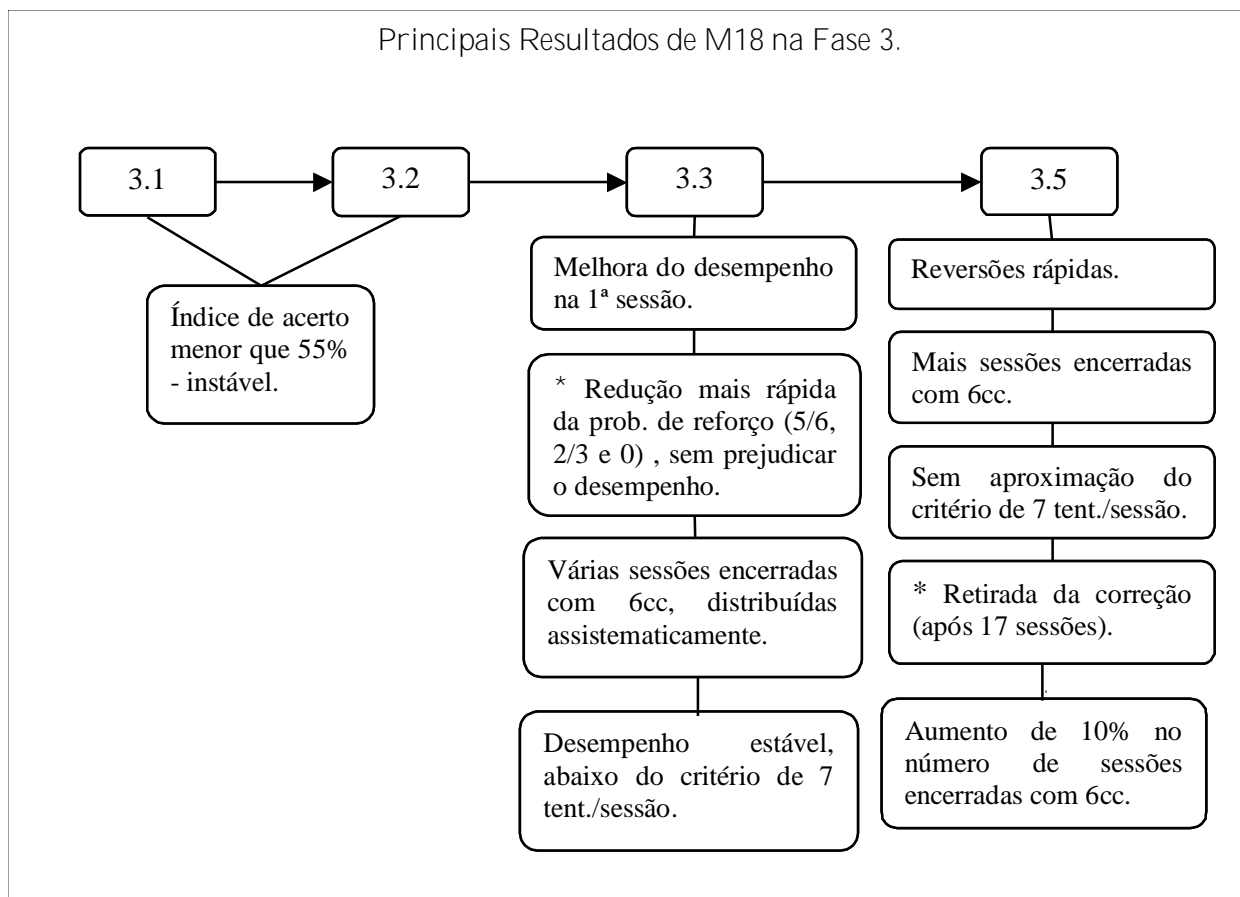 Principais Resultados de M18 na Fase 3.
3.1
3.2
3.3
3.5
Índice de acerto
menor que 55%
- instável.
Melhora do desempenho
na 1ª sessão.
* Redução mais rápida
da prob. de reforço (5/6,
2/3 e 0) , sem prejudicar
o desempenho.
Várias sessões encerradas
com 6cc, distribuídas
assistematicamente.
Desempenho estável,
abaixo do critério de 7
tent./sessão.
Reversões rápidas.
Mais sessões encerradas
com 6cc.
Sem aproximação do
critério de 7 tent./sessão.
* Retirada da correção
(após 17 sessões).
Aumento de 10% no
número de sessões
encerradas com 6cc.